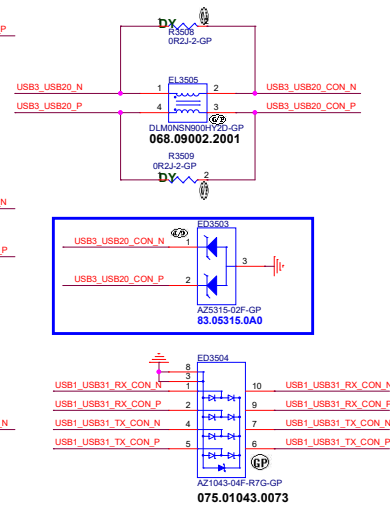 P
DY
R3508
0R2J-2-GP
EL3505
USB3_USB20_N 1 2 USB3_USB20_CON_N
USB3_USB20_P 4 3 USB3_USB20_CON_P
GP
DLM0NSN900HY2D-GP
068.09002.2001
R3509
0R2J-2-GP
DY 2
N
P
ED3503
GP
USB3_USB20_CON_N 1
3
USB3_USB20_CON_P 2
AZ5315-02F-GP
83.05315.0A0
ED3504
8
3
USB1_USB31_RX_CON_N 1 10 USB1_USB31_RX_CON_N
USB1_USB31_RX_CON_P 2 9 USB1_USB31_RX_CON_P
N USB1_USB31_TX_CON_N 4 7 USB1_USB31_TX_CON_N
USB1_USB31_TX_CON_P 5 6 USB1_USB31_TX_CON_P
GP
AZ1043-04F-R7G-GP
075.01043.0073